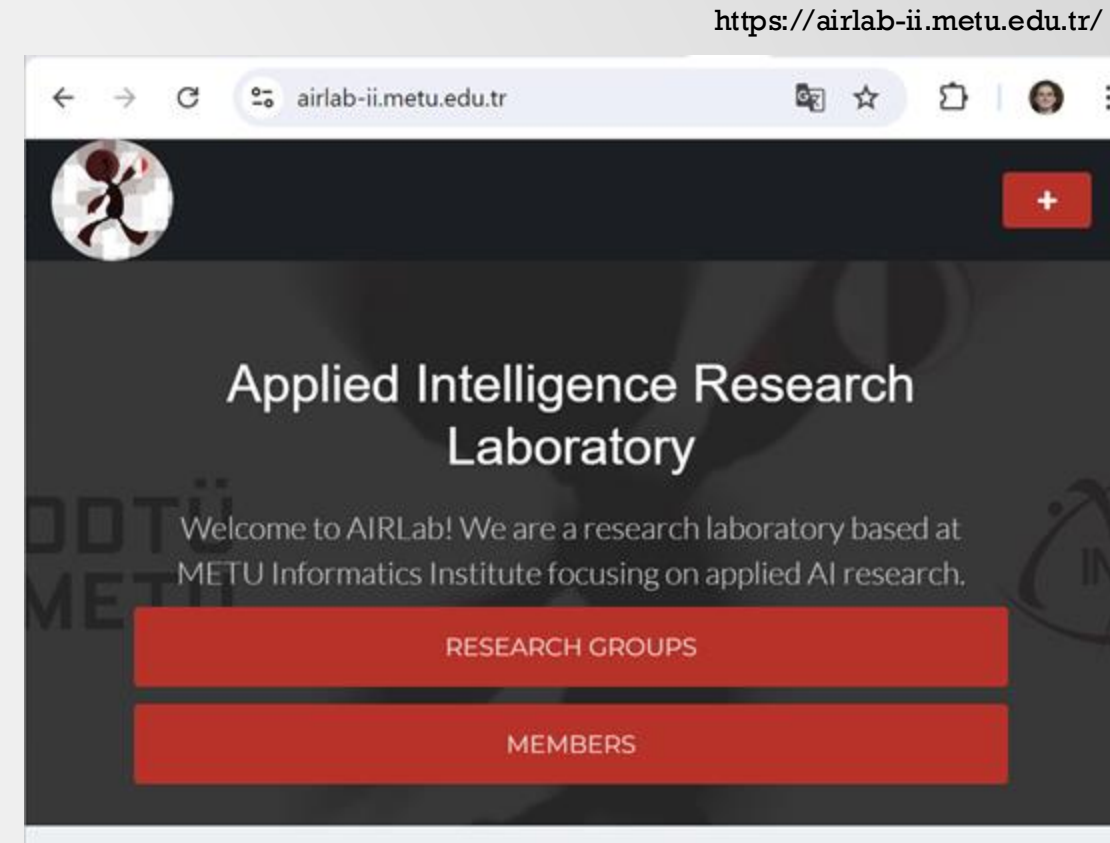 https://airlab-ii.metu.edu.tr/
airlab-ii.metu.edu.tr
Applied Intelligence Research
Laboratory
ODTÜ
METU
Welcome to AIRLab! We are a research laboratory based at
METU Informatics Institute focusing on applied AI research.
RESEARCH GROUPS
MEMBERS